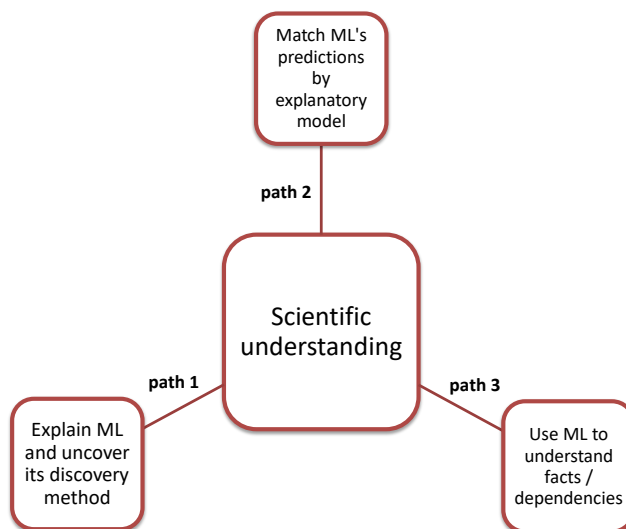 Match ML's
predictions
by
explanatory
model
path 2
Scientific
understanding
path 1
path 3
Explain ML
and uncover
its discovery
method
Use ML to
understand
facts /
dependencies